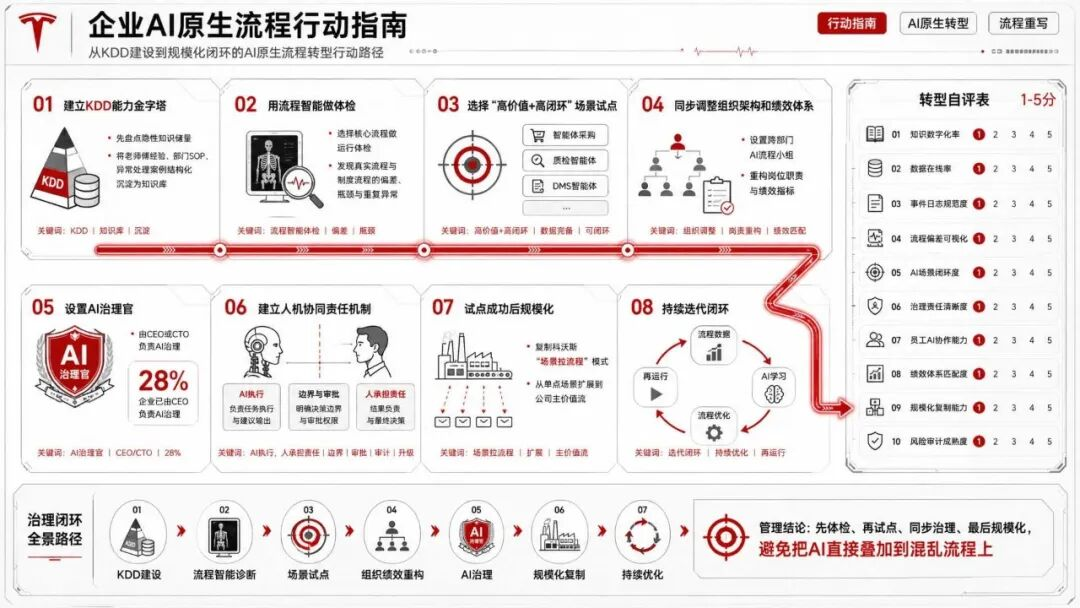 企业AI原生流程行动指南
从KDD建设到规模化闭环的AI原生流程转型行动路径
行动指南
AI原生转型
流程重写
01 建立KDD能力金字塔
KDD
• 先盘点隐性知识储量
• 将老师傅经验、部门SOP、
异常处理案例结构化
沉淀为知识库
关键词：KDD | 知识库 | 沉淀
02 用流程智能做体检
• 选择核心流程做
运行体检
• 发现真实流程与
制度流程的偏差、
瓶颈与重复异常
关键词：流程智能体检 | 偏差 | 瓶颈
03 选择“高价值+高闭环”场景试点
智能体采购
质检智能体
DMS智能体
...
关键词：高价值+高闭环 | 数据完备 | 可闭环
04 同步调整组织架构和绩效体系
• 设置跨部门
AI流程小组
• 重构岗位职责
与绩效指标
关键词：组织调整 | 岗责重构 | 绩效匹配
05 设置AI治理官
AI
治理官
• 由CEO或CTO
负责AI治理
28%
企业已由CEO
负责AI治理
关键词：AI治理官 | CEO/CTO | 28%
06 建立人机协同责任机制
AI执行
负责任务执行
与建议输出
边界与审批
明确决策边界
与审批权限
人承担责任
结果负责
与最终决策
关键词：AI执行，人承担责任 | 边界 | 审批 | 审计 | 升级
07 试点成功后规模化
• 复制科沃斯
“场景拉流程”模式
• 从单点场景扩展到
公司主价值流
关键词：场景拉流程 | 扩展 | 主价值流
08 持续迭代闭环
流程数据
AI学习
流程优化
再运行
关键词：迭代闭环 | 持续优化 | 再运行
转型自评表 1-5分
01 知识数字化率 1 2 3 4 5
02 数据在线率 1 2 3 4 5
03 事件日志规范度 1 2 3 4 5
04 流程偏差可视化 1 2 3 4 5
05 AI场景闭环度 1 2 3 4 5
06 治理责任清晰度 1 2 3 4 5
07 员工AI协作能力 1 2 3 4 5
08 绩效体系匹配度 1 2 3 4 5
09 规模化复制能力 1 2 3 4 5
10 风险审计成熟度 1 2 3 4 5
治理闭环
全景路径
01
KDD建设
02
流程智能诊断
03
场景试点
04
组织绩效重构
05
AI
治理官
AI治理
06
规模化复制
07
持续优化
管理结论：先体检、再试点、同步治理、最后规模化，
避免把AI直接叠加到混乱流程上